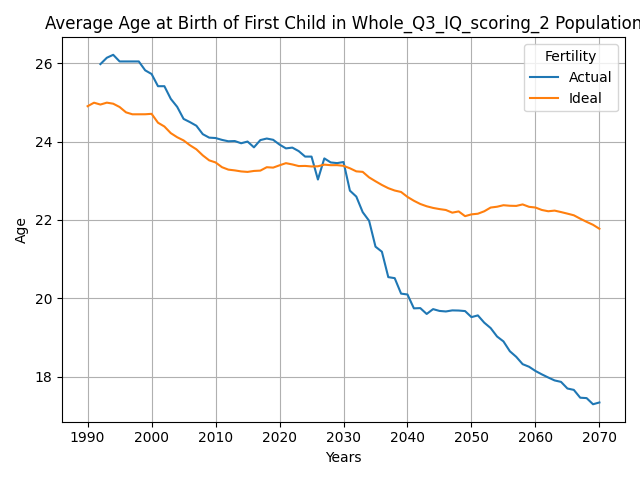 Average Age at Birth of First Child in Whole_Q3_IQ_scoring_2 Population
Fertility
Actual
Ideal
Age
26
24
22
20
18
1990 2000 2010 2020 2030 2040 2050 2060 2070
Years